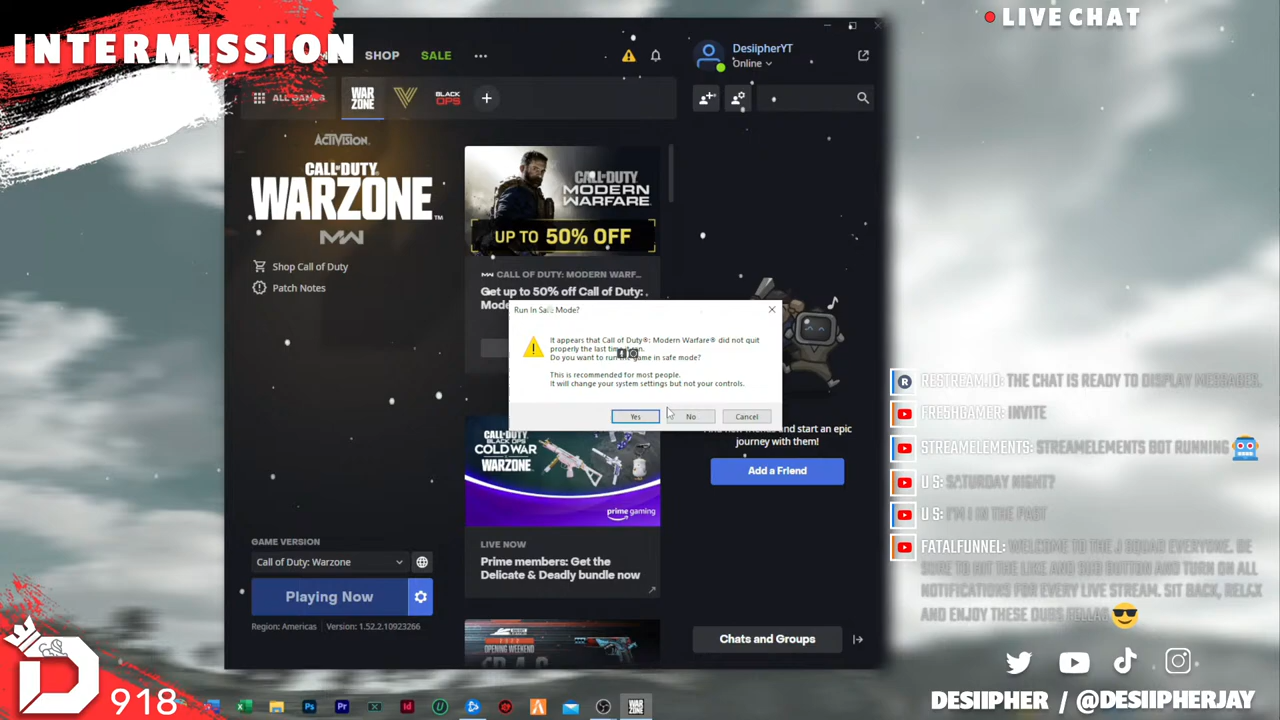 INTERMISSION
LIVE CHAT
SHOP
SALE
DesiipherYT
Online
ALL GAMES
WAR
ZONE
BLACK
OPS
ACTIVISION
CALL OF DUTY
WARZONE
MW
Shop Call of Duty
Patch Notes
CALL OF DUTY
MODERN
WARFARE
UP TO 50% OFF
CALL OF DUTY: MODERN WARF...
Get up to 50% off Call of Duty:
Run In Safe Mode?
It appears that Call of Duty®: Modern Warfare® did not quit
properly the last time
Do you want to run the game in safe mode?
This is recommended for most people.
It will change your system settings but not your controls.
Yes
No
Cancel
start an epic
journey with them!
Add a Friend
CALL OF DUTY
BLACK OPS
COLD WAR
WARZONE
prime gaming
LIVE NOW
Prime members: Get the
Delicate & Deadly bundle now
OPENING WEEKEND
GAME VERSION
Call of Duty: Warzone
Playing Now
Region: Americas
Version: 1.52.2.10923266
Chats and Groups
RESTREAM.IO: THE CHAT IS READY TO DISPLAY MESSAGES.
FRESHGAMER: INVITE
STREAMELEMENTS: STREAMELEMENTS BOT RUNNING
U S: SATURDAY NIGHT?
U S: I'M I IN THE PAST
FATALFUNNEL: WELCOME TO THE J SQUAD EVERYONE. BE
SURE TO HIT THE LIKE AND SUB BUTTON AND TURN ON ALL
NOTIFICATIONS FOR EVERY LIVE STREAM. SIT BACK, RELAX
AND ENJOY THESE DUBS FELLAS
D 918
DESIIPHER / @DESIIPHERJAY